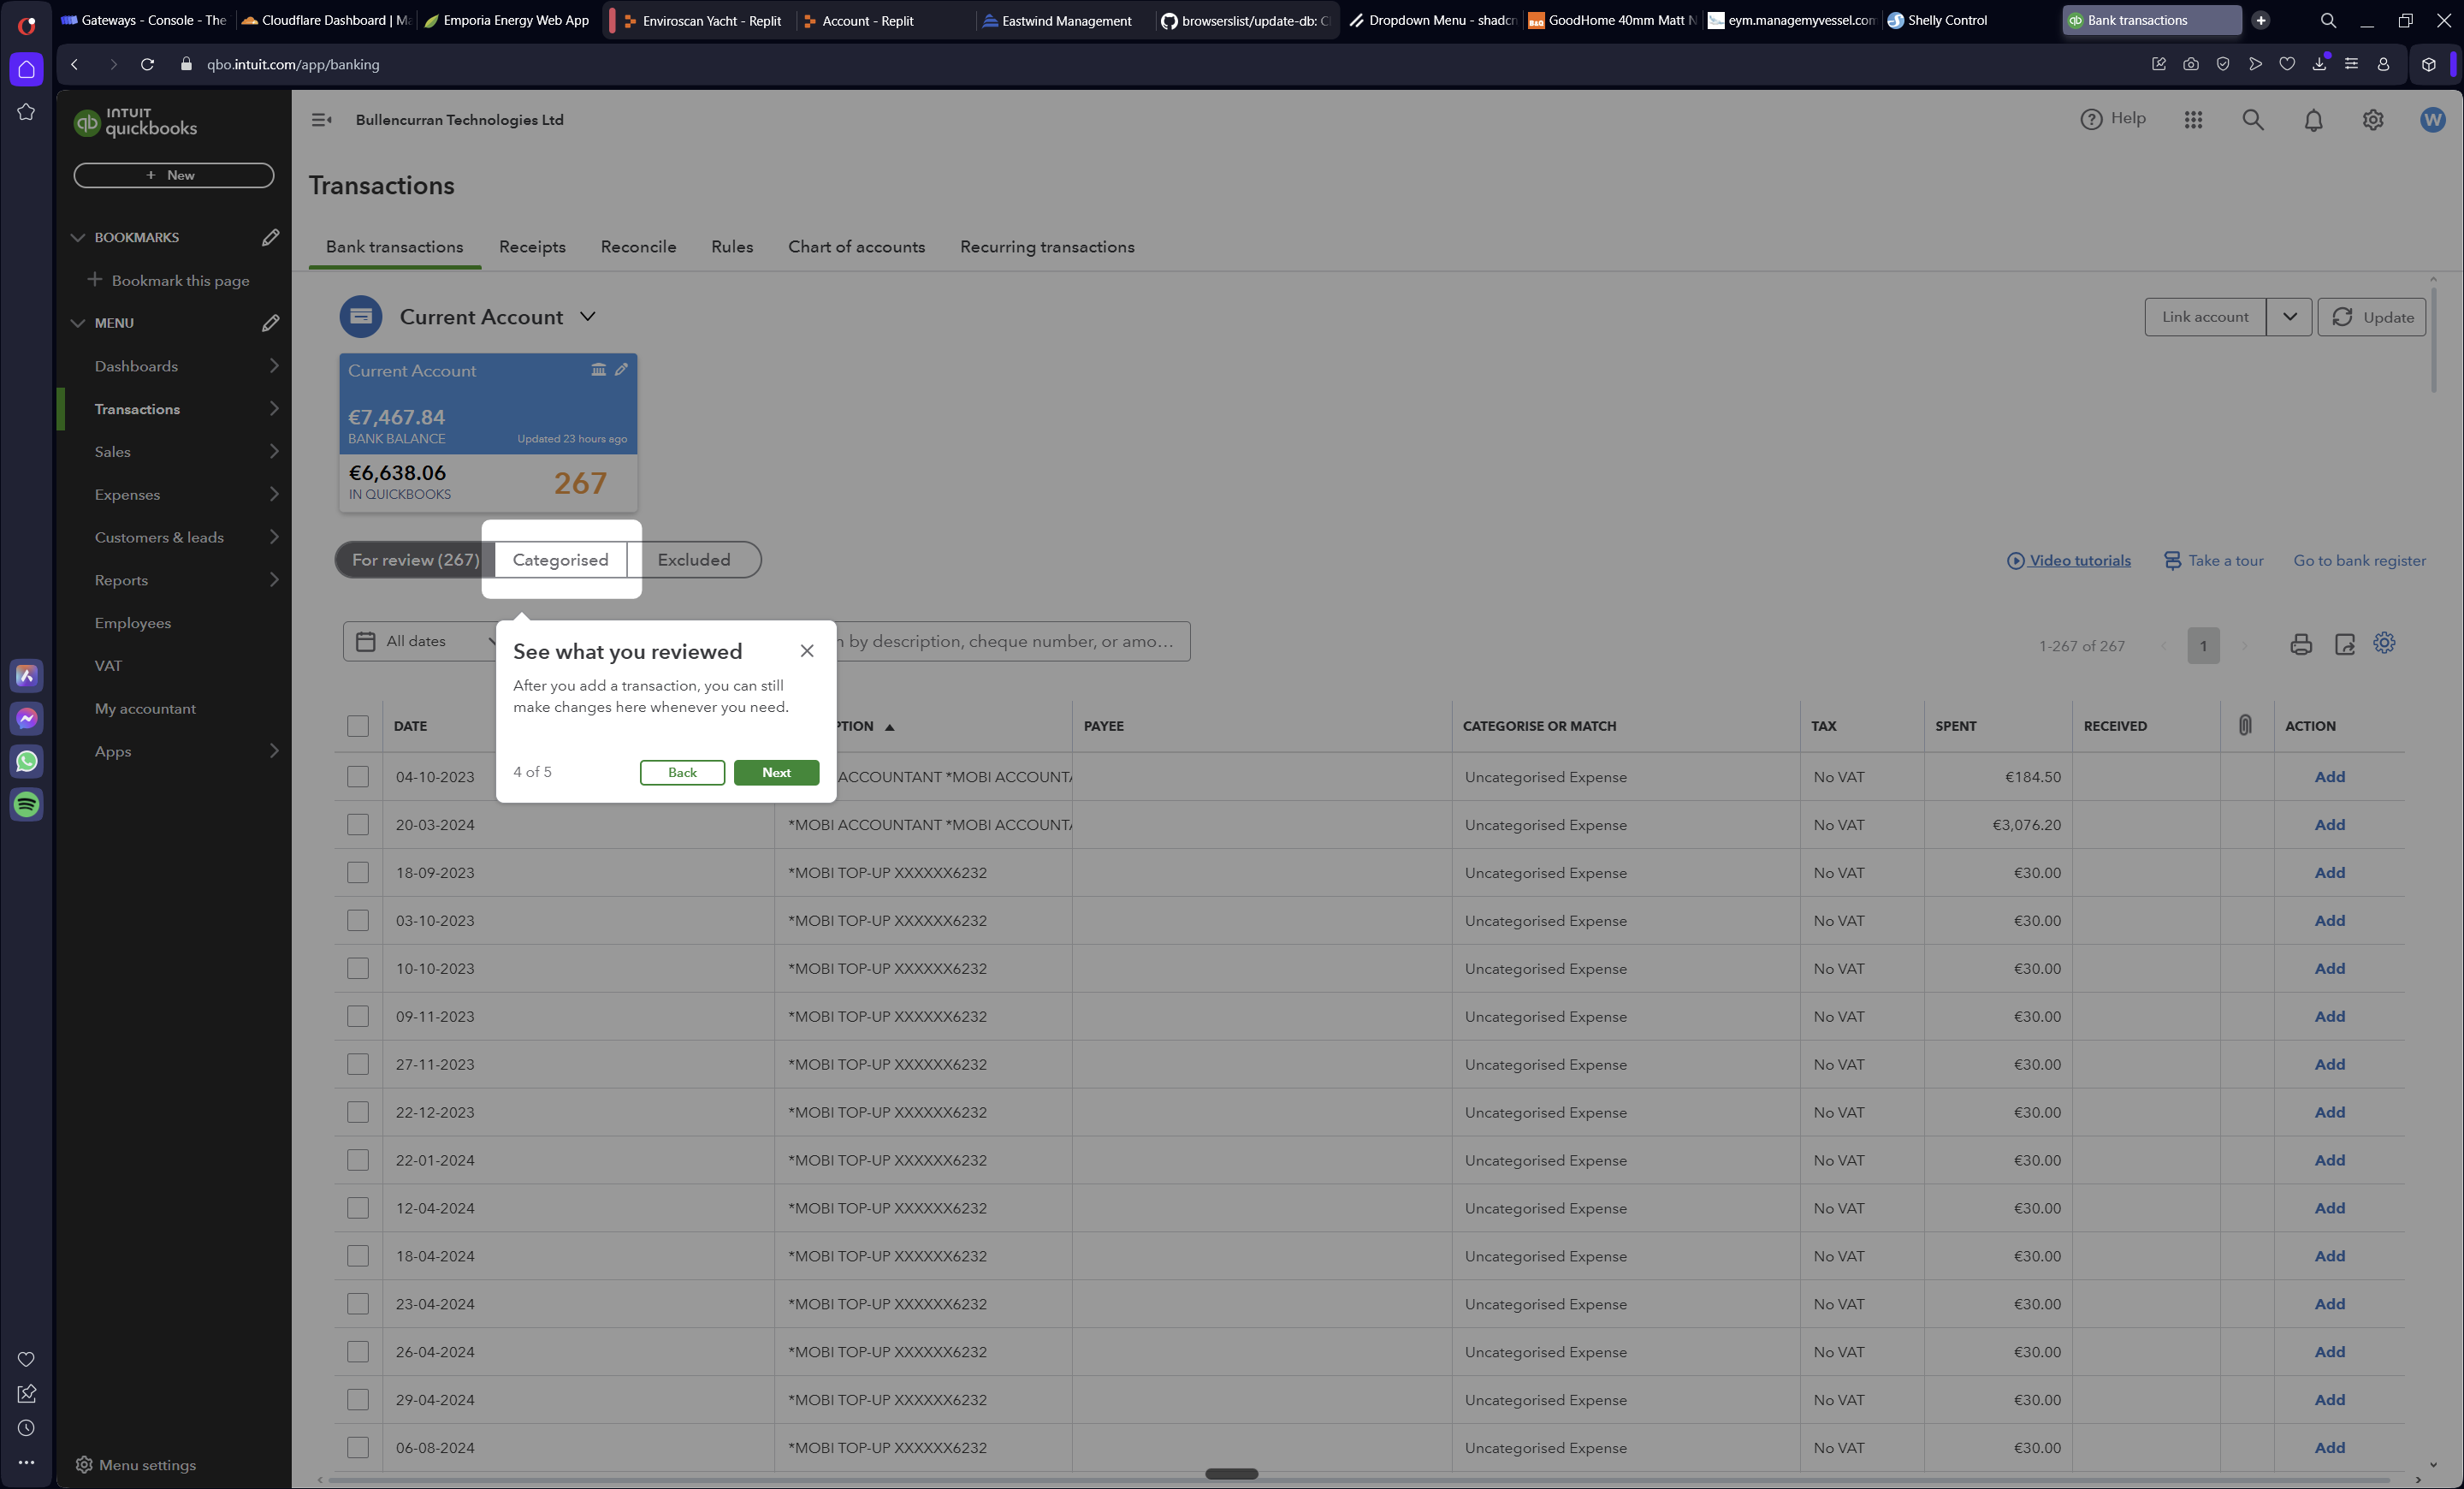 Gateways - Console - The
Cloudflare Dashboard | Ma
Emporia Energy Web App
Enviroscan Yacht - Replit
Account - Replit
Eastwind Management
browserslist/update-db: C
Dropdown Menu - shadcn
GoodHome 40mm Matt N
eym.managemyvessel.com
Shelly Control
Bank transactions
qbo.intuit.com/app/banking
INTUIT
quickbooks
Bullencurran Technologies Ltd
Help
W
+ New
Transactions
BOOKMARKS
Bank transactions
Receipts
Reconcile
Rules
Chart of accounts
Recurring transactions
Bookmark this page
MENU
Dashboards
Transactions
Sales
Expenses
Customers & leads
Reports
Employees
VAT
My accountant
Apps
Menu settings
Current Account
Link account
Update
Current Account
€7,467.84
BANK BALANCE
Updated 23 hours ago
€6,638.06
IN QUICKBOOKS
267
For review (267)
Categorised
Excluded
Video tutorials
Take a tour
Go to bank register
All dates
by description, cheque number, or amo...
1-267 of 267
1
See what you reviewed
After you add a transaction, you can still
make changes here whenever you need.
4 of 5
Back
Next
DATE
PTION
PAYEE
CATEGORISE OR MATCH
TAX
SPENT
RECEIVED
ACTION
04-10-2023 ACCOUNTANT *MOBI ACCOUNTA Uncategorised Expense No VAT €184.50 Add
20-03-2024 *MOBI ACCOUNTANT *MOBI ACCOUNTA Uncategorised Expense No VAT €3,076.20 Add
18-09-2023 *MOBI TOP-UP XXXXXX6232 Uncategorised Expense No VAT €30.00 Add
03-10-2023 *MOBI TOP-UP XXXXXX6232 Uncategorised Expense No VAT €30.00 Add
10-10-2023 *MOBI TOP-UP XXXXXX6232 Uncategorised Expense No VAT €30.00 Add
09-11-2023 *MOBI TOP-UP XXXXXX6232 Uncategorised Expense No VAT €30.00 Add
27-11-2023 *MOBI TOP-UP XXXXXX6232 Uncategorised Expense No VAT €30.00 Add
22-12-2023 *MOBI TOP-UP XXXXXX6232 Uncategorised Expense No VAT €30.00 Add
22-01-2024 *MOBI TOP-UP XXXXXX6232 Uncategorised Expense No VAT €30.00 Add
12-04-2024 *MOBI TOP-UP XXXXXX6232 Uncategorised Expense No VAT €30.00 Add
18-04-2024 *MOBI TOP-UP XXXXXX6232 Uncategorised Expense No VAT €30.00 Add
23-04-2024 *MOBI TOP-UP XXXXXX6232 Uncategorised Expense No VAT €30.00 Add
26-04-2024 *MOBI TOP-UP XXXXXX6232 Uncategorised Expense No VAT €30.00 Add
29-04-2024 *MOBI TOP-UP XXXXXX6232 Uncategorised Expense No VAT €30.00 Add
06-08-2024 *MOBI TOP-UP XXXXXX6232 Uncategorised Expense No VAT €30.00 Add